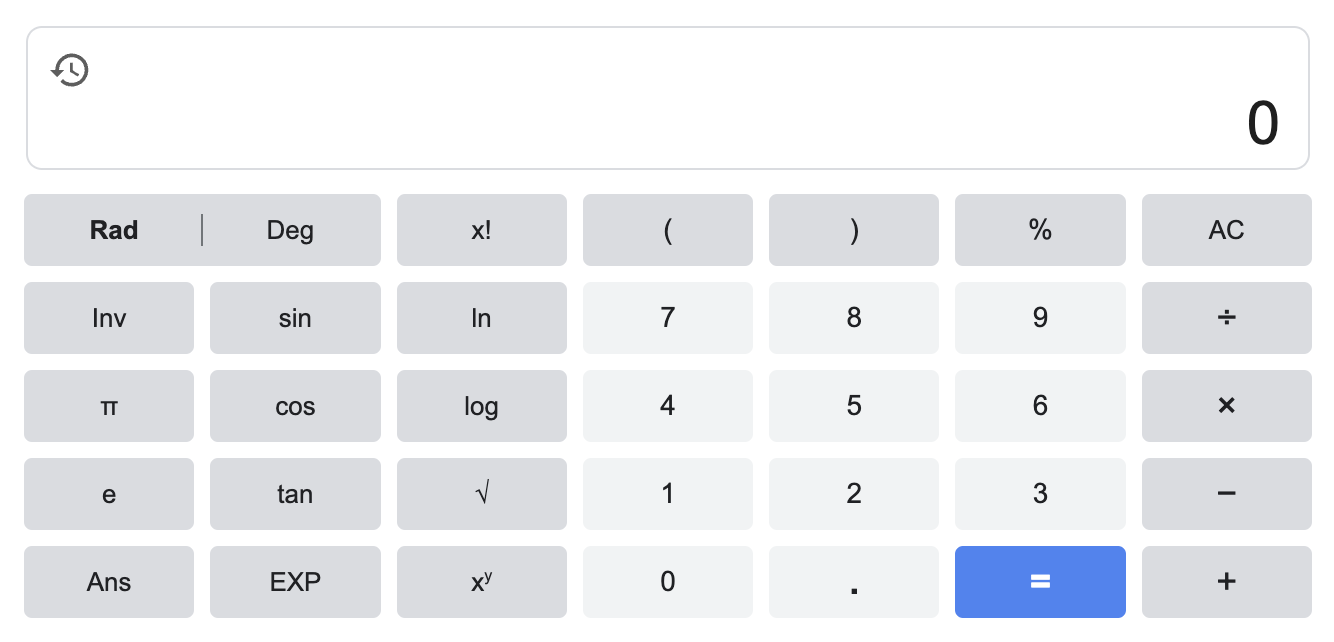 0
Rad | Deg x! ( ) % AC
Inv sin ln 7 8 9 ÷
π cos log 4 5 6 ×
e tan √ 1 2 3 −
Ans EXP xʸ 0 . = +